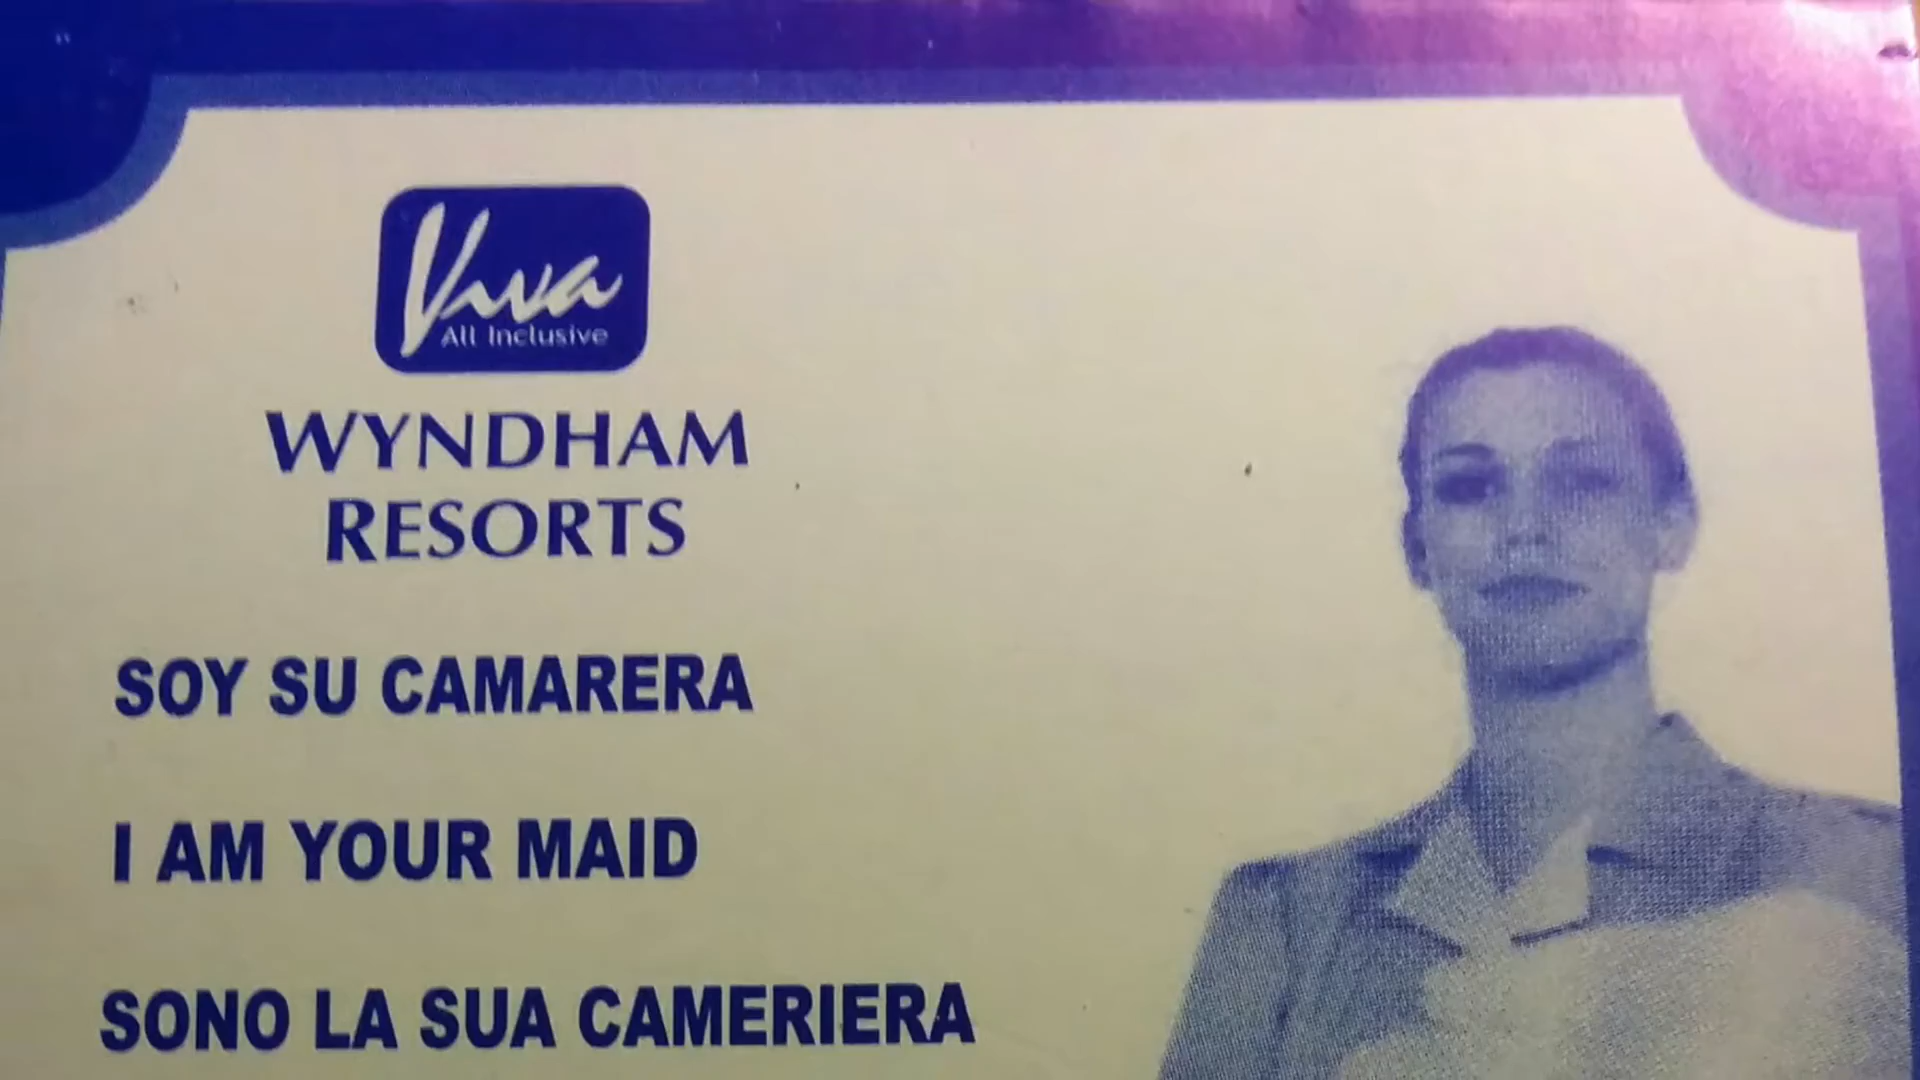 Viva
All Inclusive
WYNDHAM
RESORTS
SOY SU CAMARERA
I AM YOUR MAID
SONO LA SUA CAMERIERA